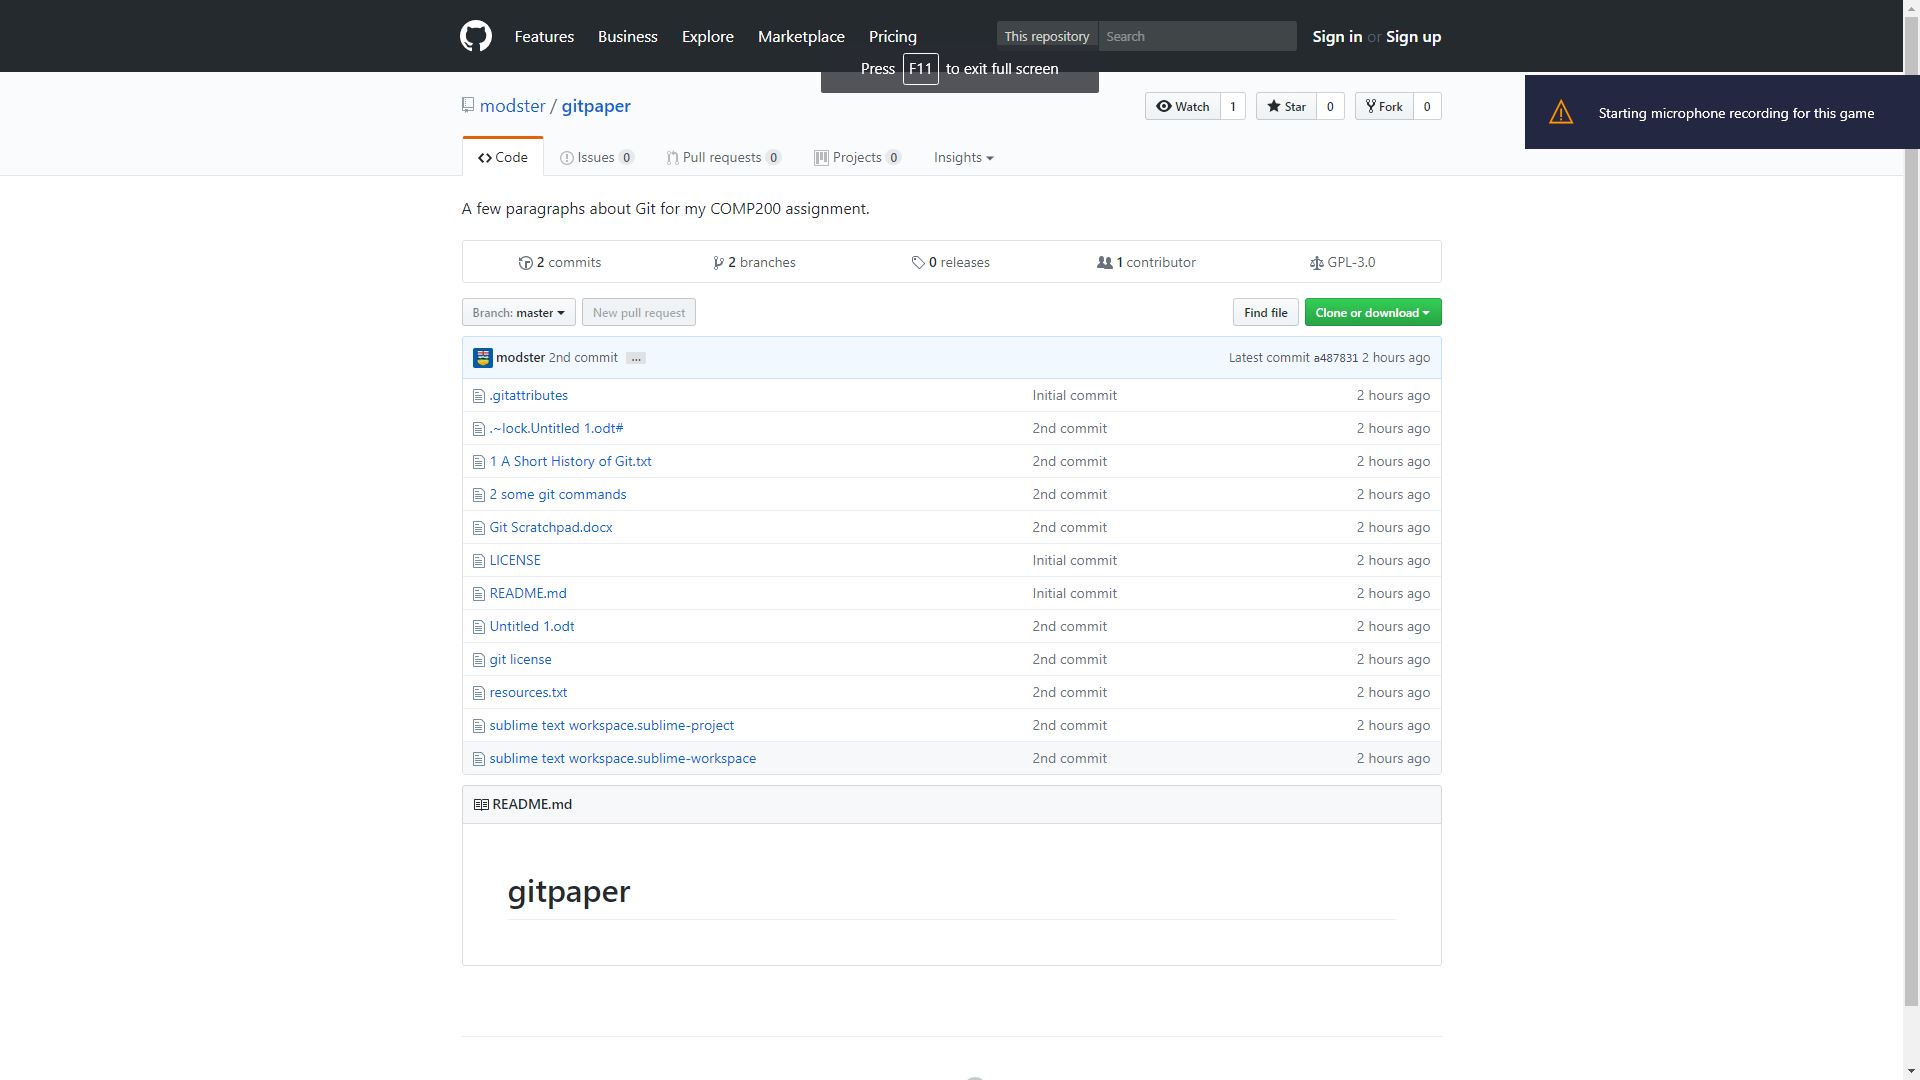 Features Business Explore Marketplace Pricing This repository Search Sign in or Sign up
Press F11 to exit full screen
modster / gitpaper Watch 1 Star 0 Fork 0
Starting microphone recording for this game
Code Issues 0 Pull requests 0 Projects 0 Insights
A few paragraphs about Git for my COMP200 assignment.
2 commits 2 branches 0 releases 1 contributor GPL-3.0
Branch: master New pull request Find file Clone or download
modster 2nd commit ... Latest commit a487831 2 hours ago
.gitattributes Initial commit 2 hours ago
.~lock.Untitled 1.odt# 2nd commit 2 hours ago
1 A Short History of Git.txt 2nd commit 2 hours ago
2 some git commands 2nd commit 2 hours ago
Git Scratchpad.docx 2nd commit 2 hours ago
LICENSE Initial commit 2 hours ago
README.md Initial commit 2 hours ago
Untitled 1.odt 2nd commit 2 hours ago
git license 2nd commit 2 hours ago
resources.txt 2nd commit 2 hours ago
sublime text workspace.sublime-project 2nd commit 2 hours ago
sublime text workspace.sublime-workspace 2nd commit 2 hours ago
README.md
gitpaper